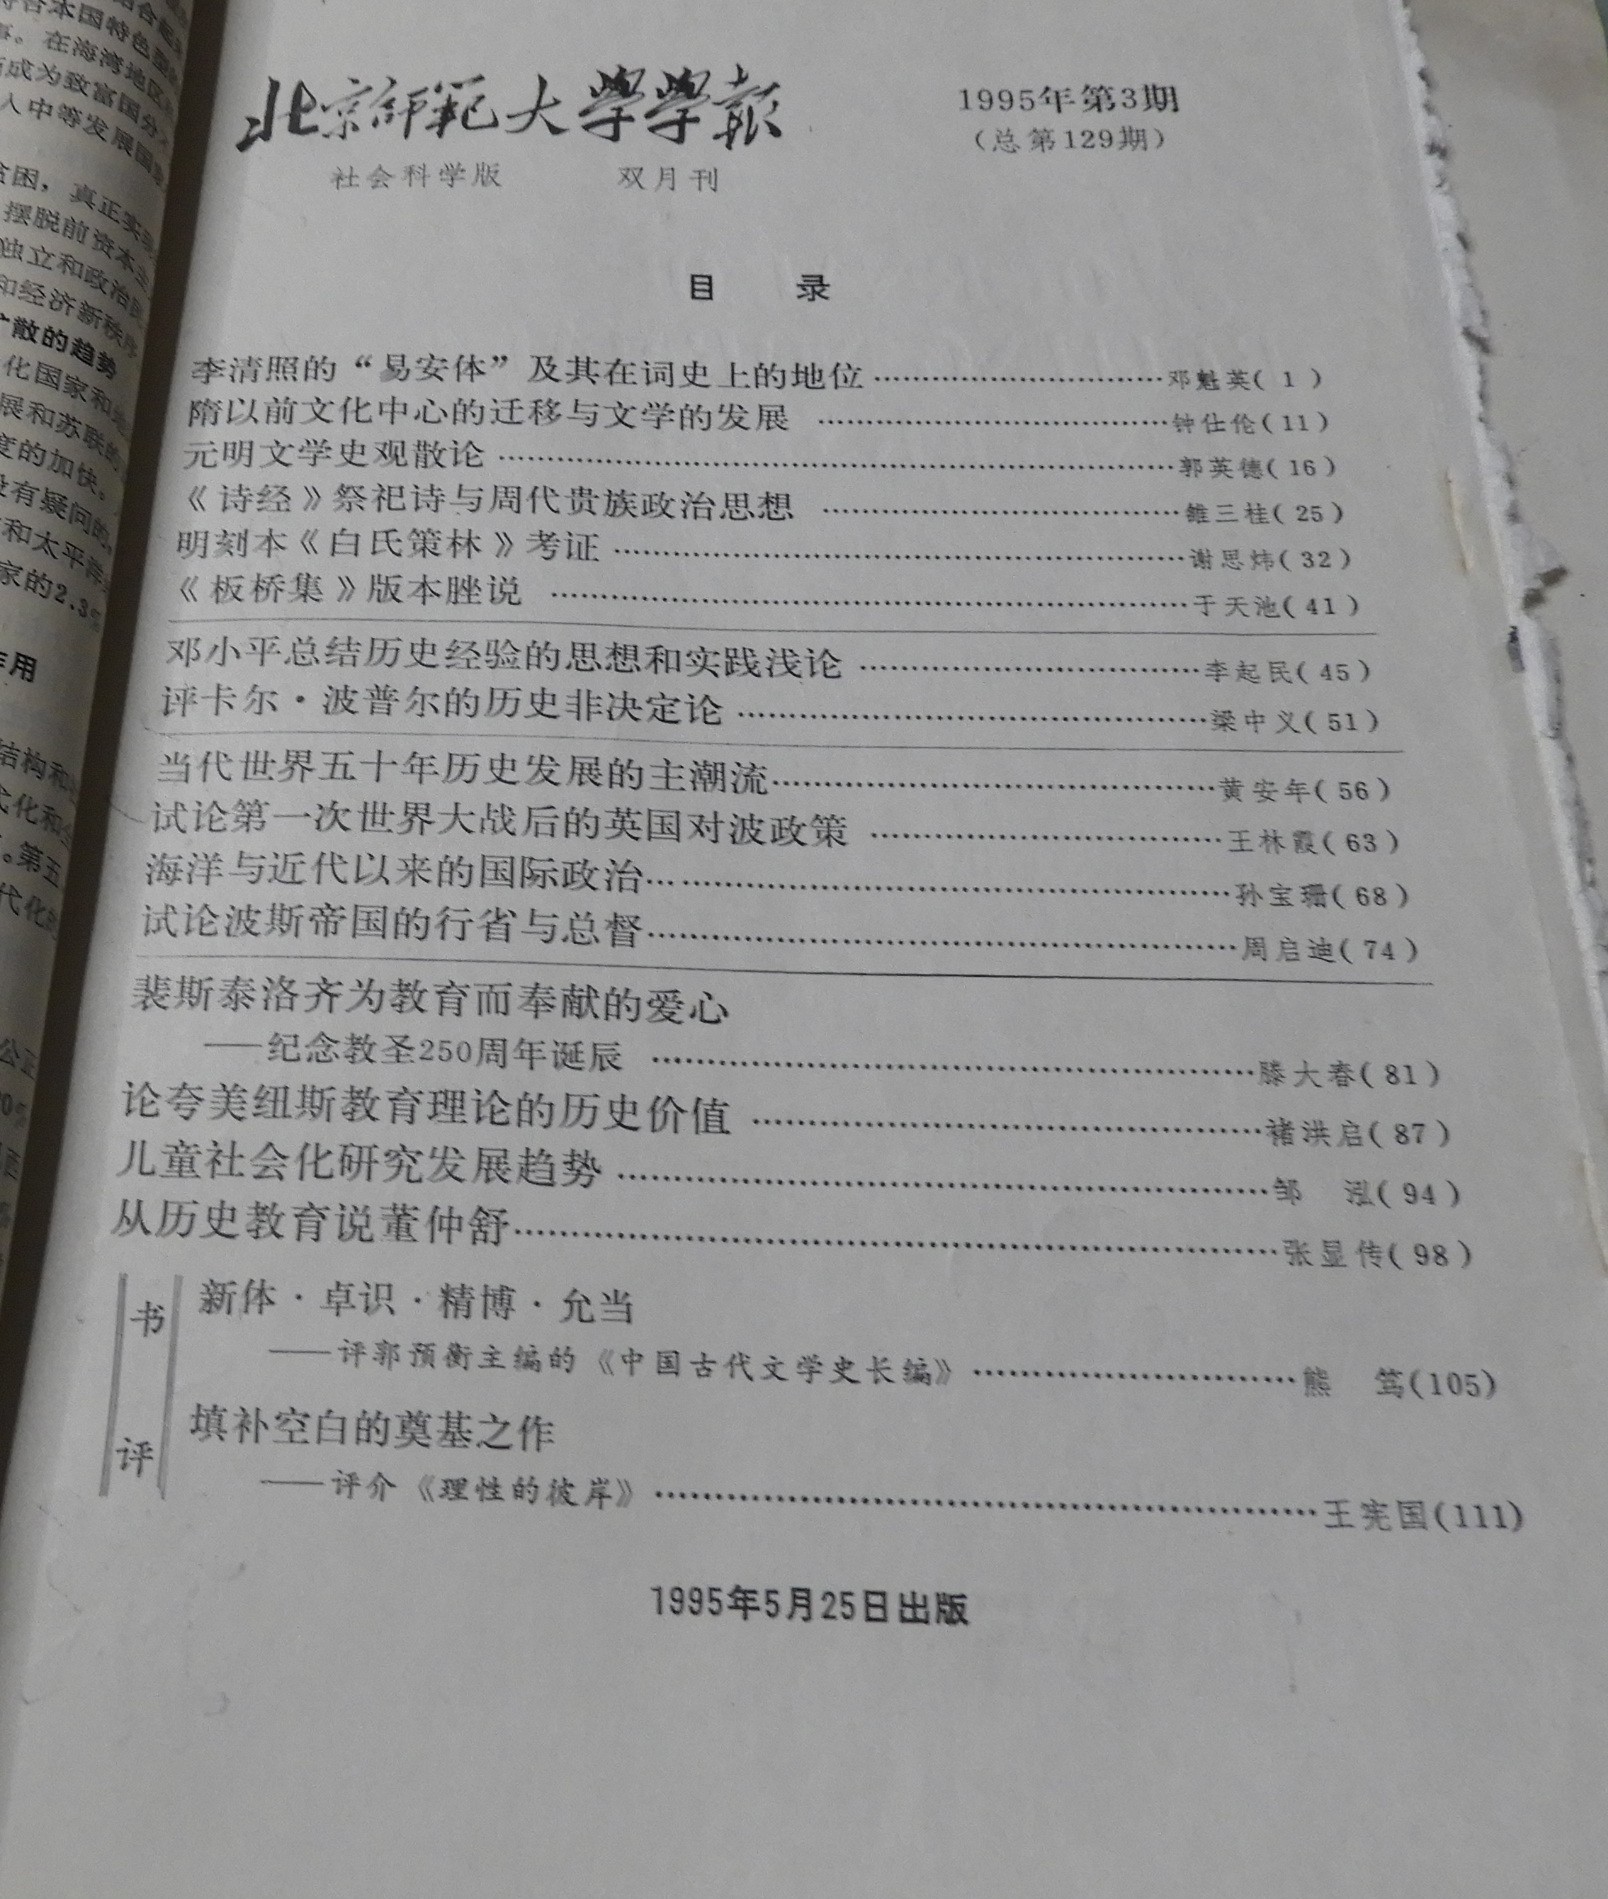 北京師範大學學報
1995年第3期
(总第129期)
社会科学版 双月刊
目 录
李清照的“易安体”及其在词史上的地位……………………………邓魁英( 1 )
隋以前文化中心的迁移与文学的发展 ……………………………钟仕伦(11)
元明文学史观散论……………………………………………………郭英德(16)
《诗经》祭祀诗与周代贵族政治思想 ……………………………雒三桂(25)
明刻本《白氏策林》考证……………………………………………谢思炜(32)
《板桥集》版本脞说 …………………………………………………于天池(41)
邓小平总结历史经验的思想和实践浅论 …………………………李起民(45)
评卡尔·波普尔的历史非决定论……………………………………梁中义(51)
当代世界五十年历史发展的主潮流…………………………………黄安年(56)
试论第一次世界大战后的英国对波政策 …………………………王林霞(63)
海洋与近代以来的国际政治…………………………………………孙宝珊(68)
试论波斯帝国的行省与总督…………………………………………周启迪(74)
裴斯泰洛齐为教育而奉献的爱心
——纪念教圣250周年诞辰 ………………………………………滕大春(81)
论夸美纽斯教育理论的历史价值 …………………………………褚洪启(87)
儿童社会化研究发展趋势……………………………………………邹 泓(94)
从历史教育说董仲舒…………………………………………………张显传(98)
书评
新体·卓识·精博·允当
——评郭预衡主编的《中国古代文学史长编》……………………熊 笃(105)
填补空白的奠基之作
——评介《理性的彼岸》……………………………………………王宪国(111)
1995年5月25日出版